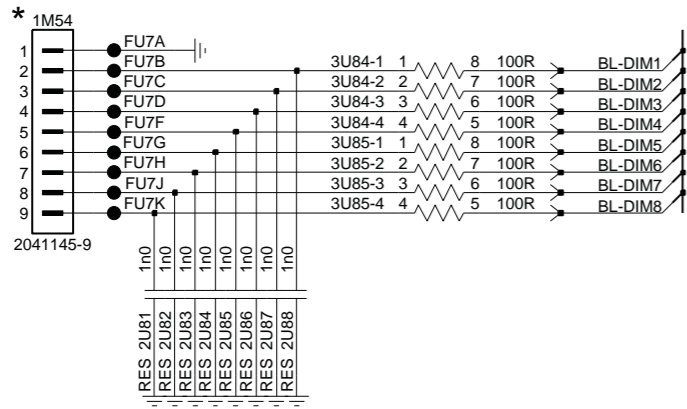 * 1M54
1 FU7A
2 FU7B 3U84-1 1 8 100R BL-DIM1
3 FU7C 3U84-2 2 7 100R BL-DIM2
4 FU7D 3U84-3 3 6 100R BL-DIM3
5 FU7F 3U84-4 4 5 100R BL-DIM4
6 FU7G 3U85-1 1 8 100R BL-DIM5
7 FU7H 3U85-2 2 7 100R BL-DIM6
8 FU7J 3U85-3 3 6 100R BL-DIM7
9 FU7K 3U85-4 4 5 100R BL-DIM8
2041145-9
1n0 1n0 1n0 1n0 1n0 1n0 1n0 1n0
RES 2U81
RES 2U82
RES 2U83
RES 2U84
RES 2U85
RES 2U86
RES 2U87
RES 2U88